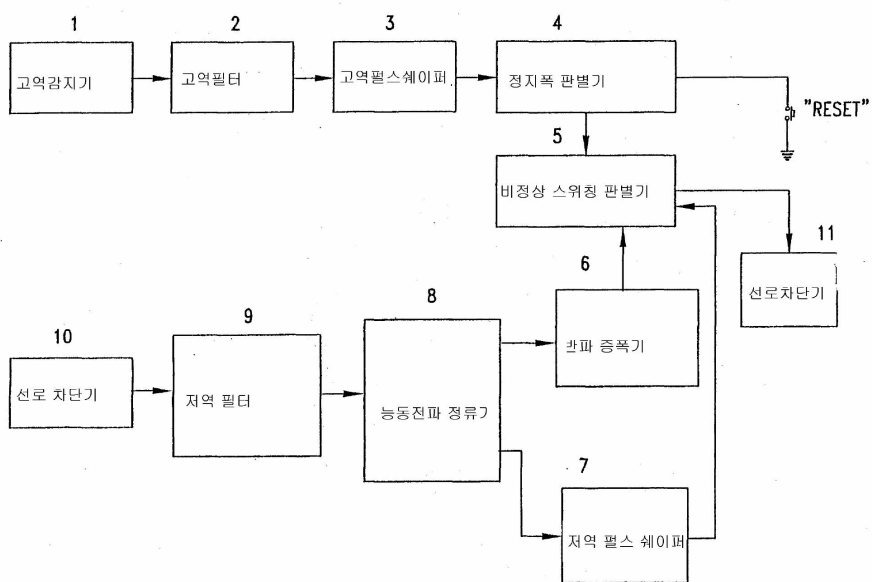 1
2
3
4
고역감지기
고역필터
고역펄스쉐이퍼
정지폭 판별기
"RESET"
5
비정상 스위칭 판별기
11
선로차단기
6
반파 증폭기
8
9
10
선로 차단기
저역 필터
능동전파 정류기
7
저역 펄스 쉐이퍼